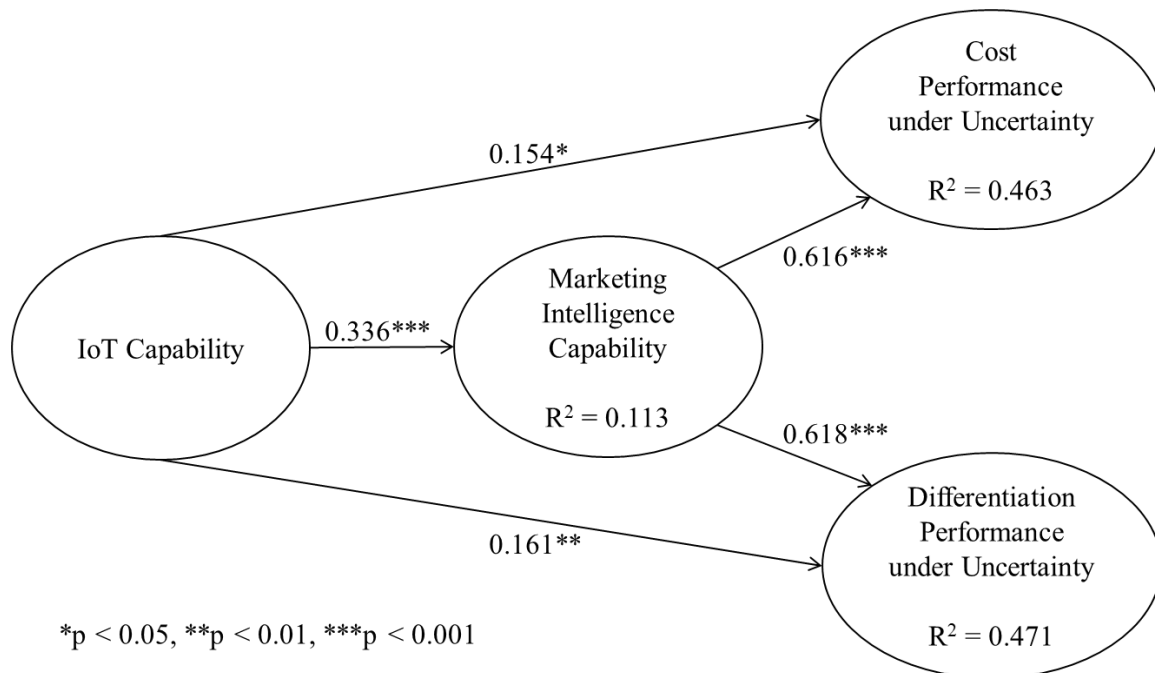 Cost
Performance
under Uncertainty
R² = 0.463
0.154*
0.616***
Marketing
Intelligence
Capability
R² = 0.113
IoT Capability
0.336***
0.618***
Differentiation
Performance
under Uncertainty
R² = 0.471
0.161**
*p < 0.05, **p < 0.01, ***p < 0.001